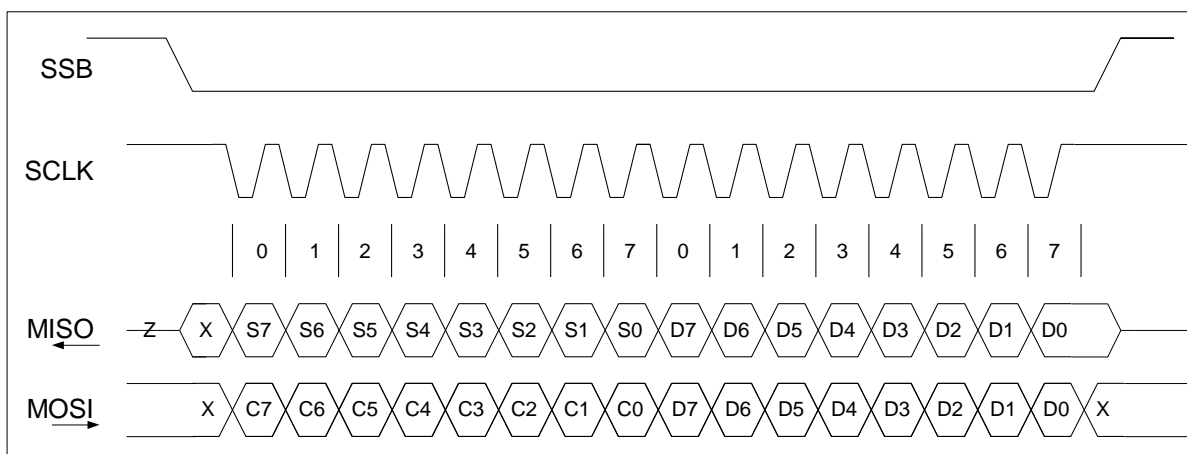 SSB
SCLK
0 1 2 3 4 5 6 7 0 1 2 3 4 5 6 7
MISO Z X S7 S6 S5 S4 S3 S2 S1 S0 D7 D6 D5 D4 D3 D2 D1 D0
MOSI X C7 C6 C5 C4 C3 C2 C1 C0 D7 D6 D5 D4 D3 D2 D1 D0 X